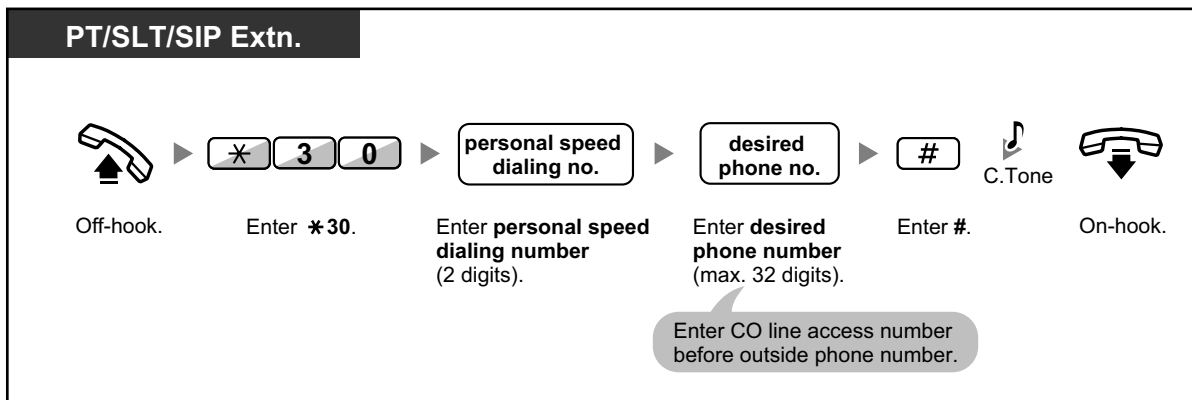 PT/SLT/SIP Extn.
* 3 0
personal speed
dialing no.
desired
phone no.
#
C.Tone
Off-hook.
Enter *30.
Enter personal speed
dialing number
(2 digits).
Enter desired
phone number
(max. 32 digits).
Enter #.
On-hook.
Enter CO line access number
before outside phone number.